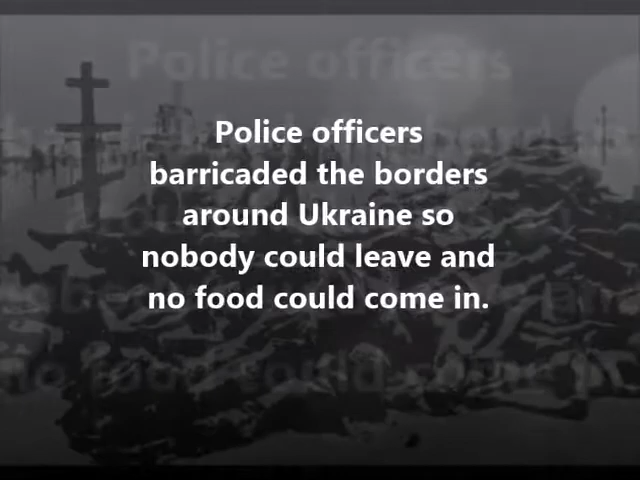 Police officers
barricaded the borders
around Ukraine so
nobody could leave and
no food could come in.